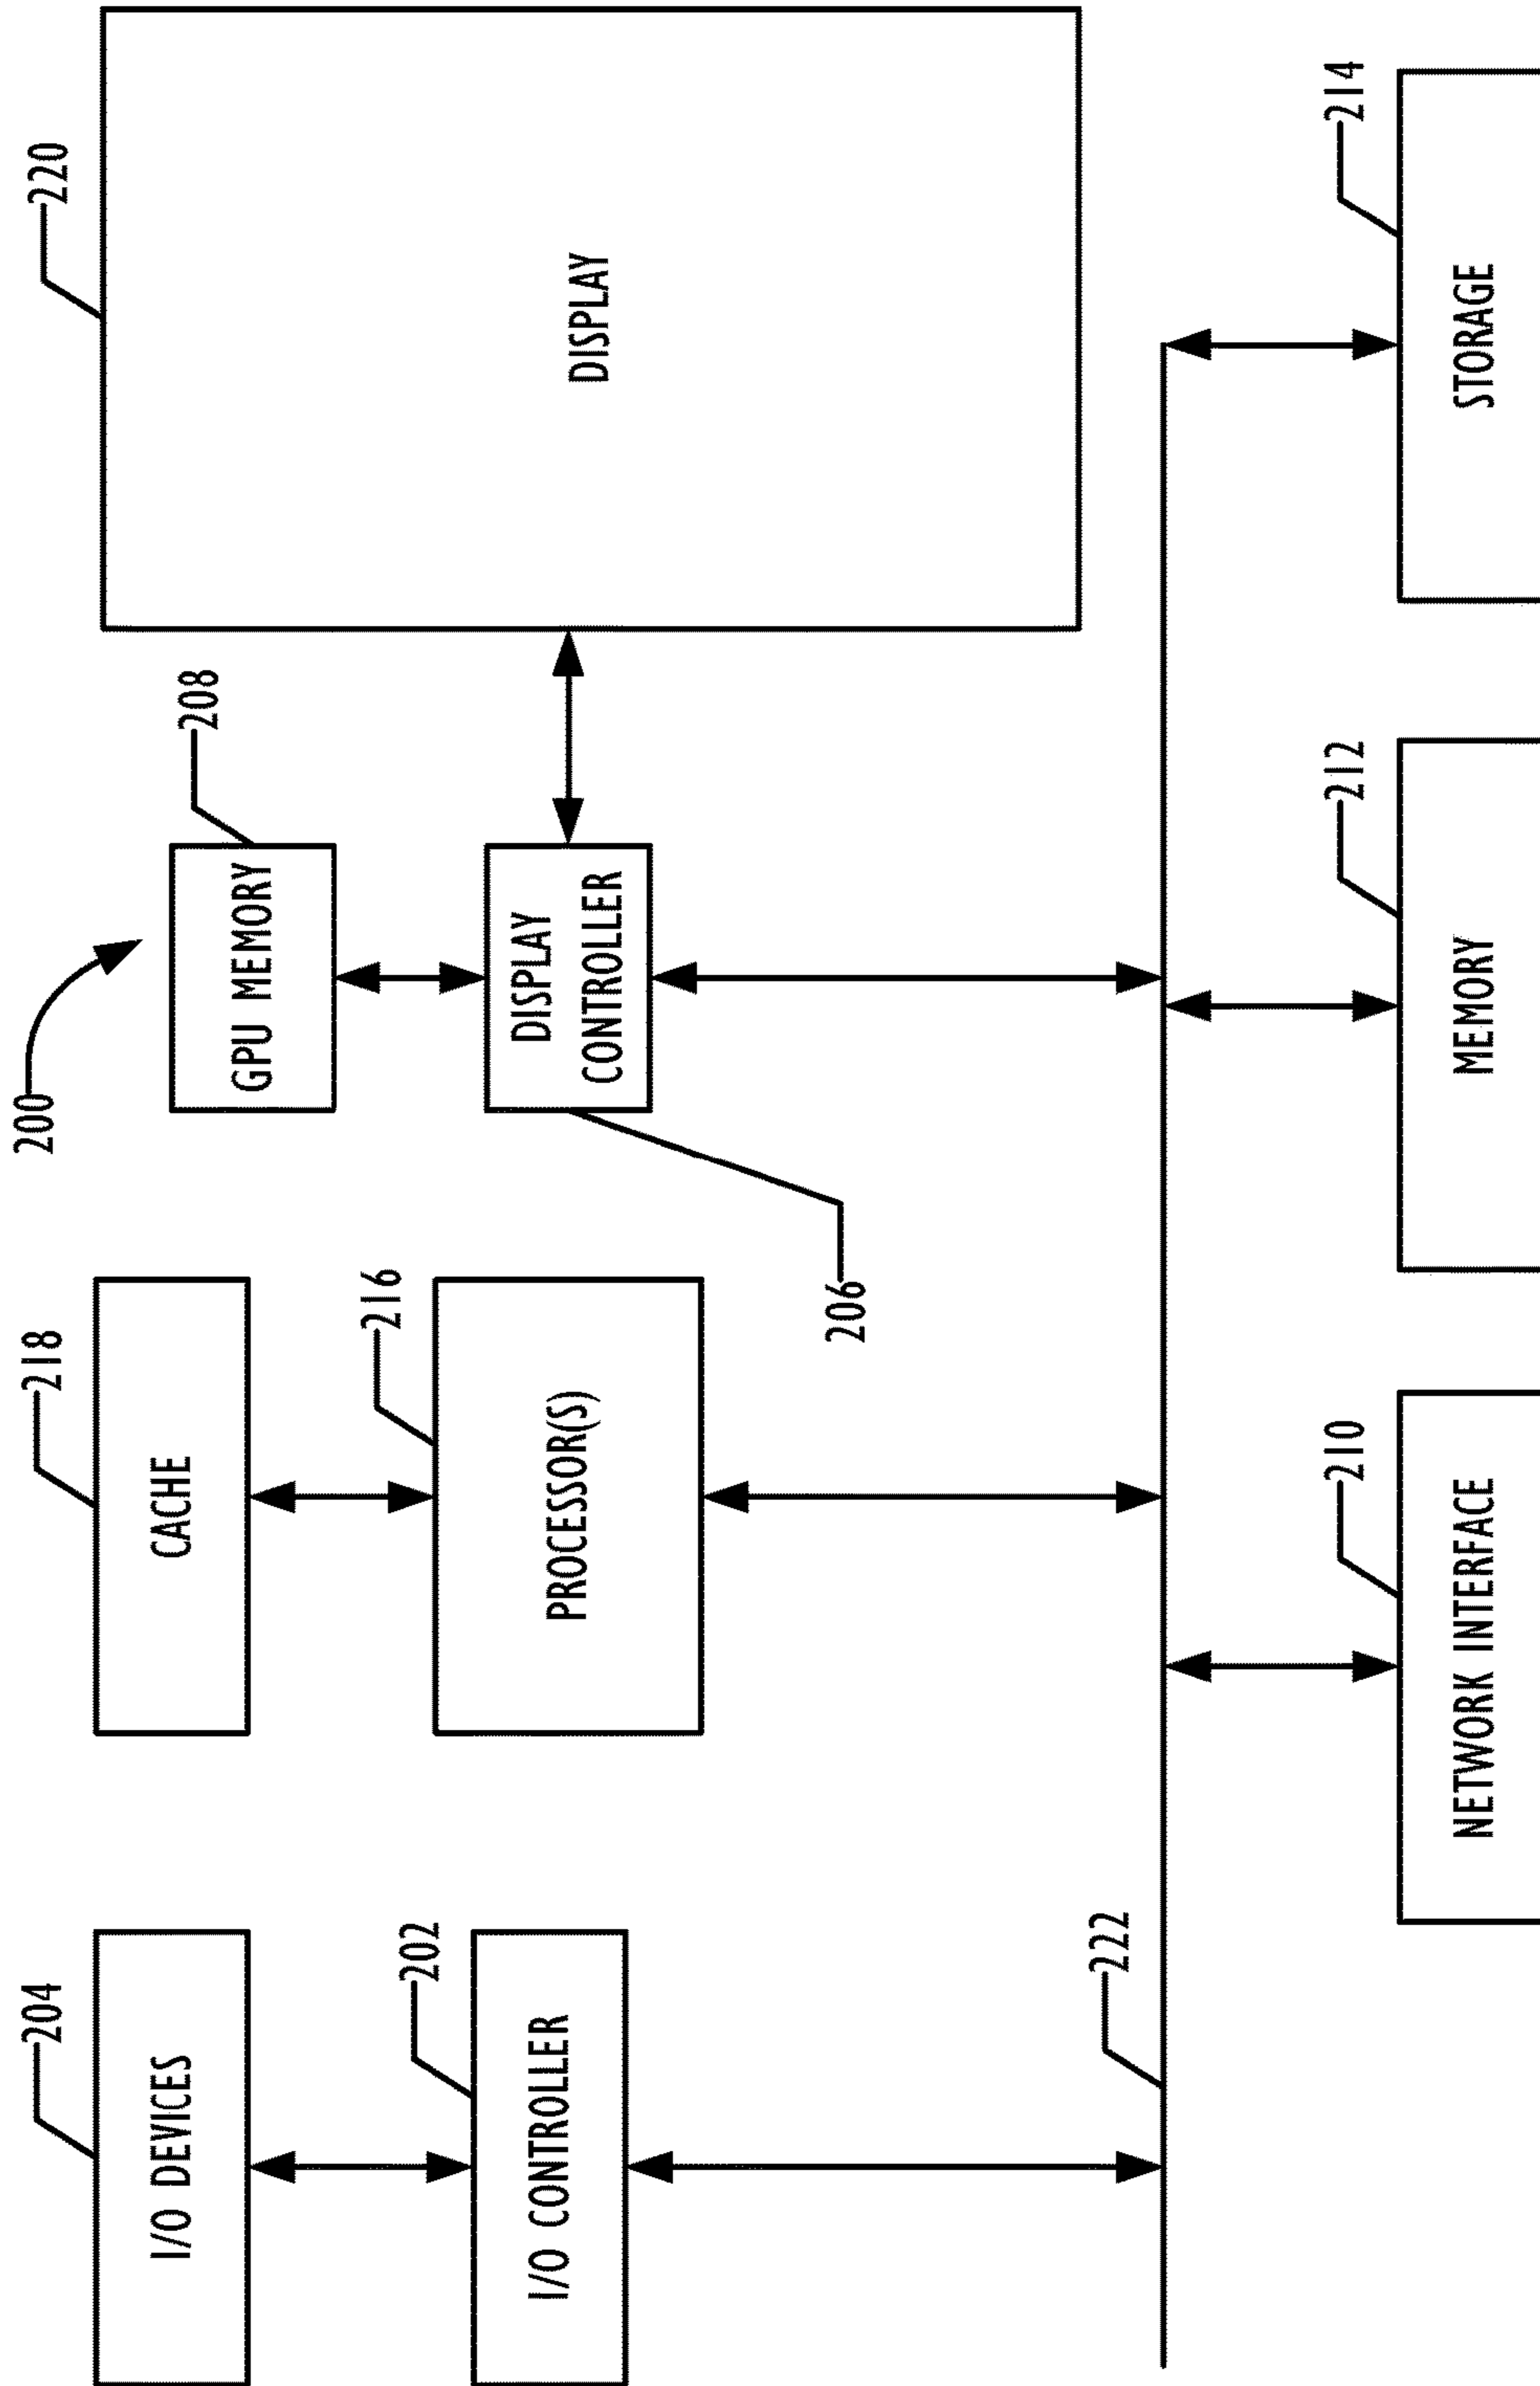 200
204
I/O DEVICES
218
CACHE
208
GPU MEMORY
220
DISPLAY
202
I/O CONTROLLER
216
PROCESSOR(S)
DISPLAY
CONTROLLER
206
222
210
NETWORK INTERFACE
212
MEMORY
214
STORAGE